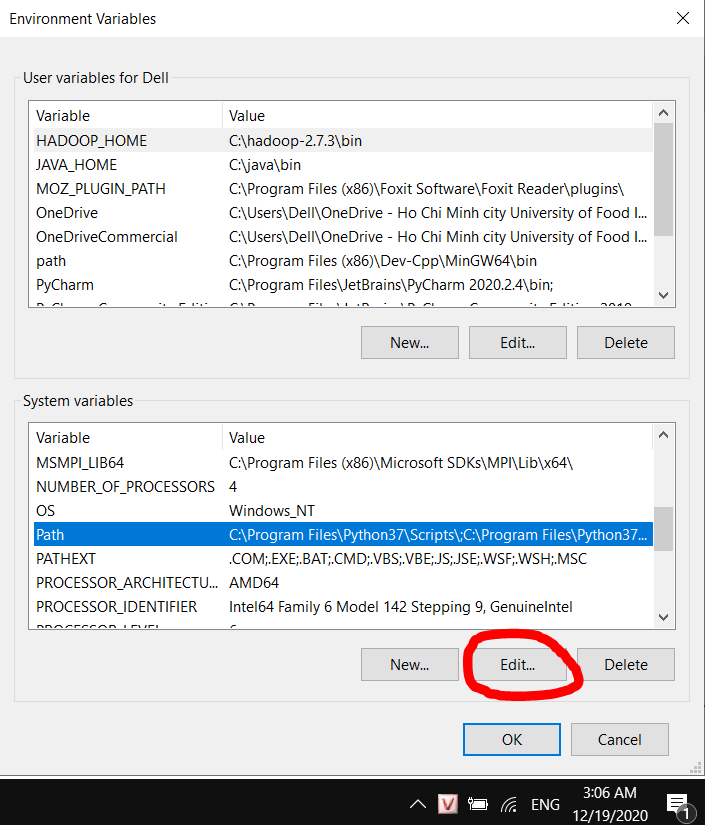 Environment Variables
User variables for Dell
Variable Value
HADOOP_HOME C:\hadoop-2.7.3\bin
JAVA_HOME C:\java\bin
MOZ_PLUGIN_PATH C:\Program Files (x86)\Foxit Software\Foxit Reader\plugins\
OneDrive C:\Users\Dell\OneDrive - Ho Chi Minh city University of Food I...
OneDriveCommercial C:\Users\Dell\OneDrive - Ho Chi Minh city University of Food I...
path C:\Program Files (x86)\Dev-Cpp\MinGW64\bin
PyCharm C:\Program Files\JetBrains\PyCharm 2020.2.4\bin;
New... Edit... Delete
System variables
Variable Value
MSMPI_LIB64 C:\Program Files (x86)\Microsoft SDKs\MPI\Lib\x64\
NUMBER_OF_PROCESSORS 4
OS Windows_NT
Path C:\Program Files\Python37\Scripts\;C:\Program Files\Python37...
PATHEXT .COM;.EXE;.BAT;.CMD;.VBS;.VBE;.JS;.JSE;.WSF;.WSH;.MSC
PROCESSOR_ARCHITECTU... AMD64
PROCESSOR_IDENTIFIER Intel64 Family 6 Model 142 Stepping 9, GenuineIntel
New... Edit... Delete
OK Cancel
V ENG 3:06 AM
12/19/2020 1